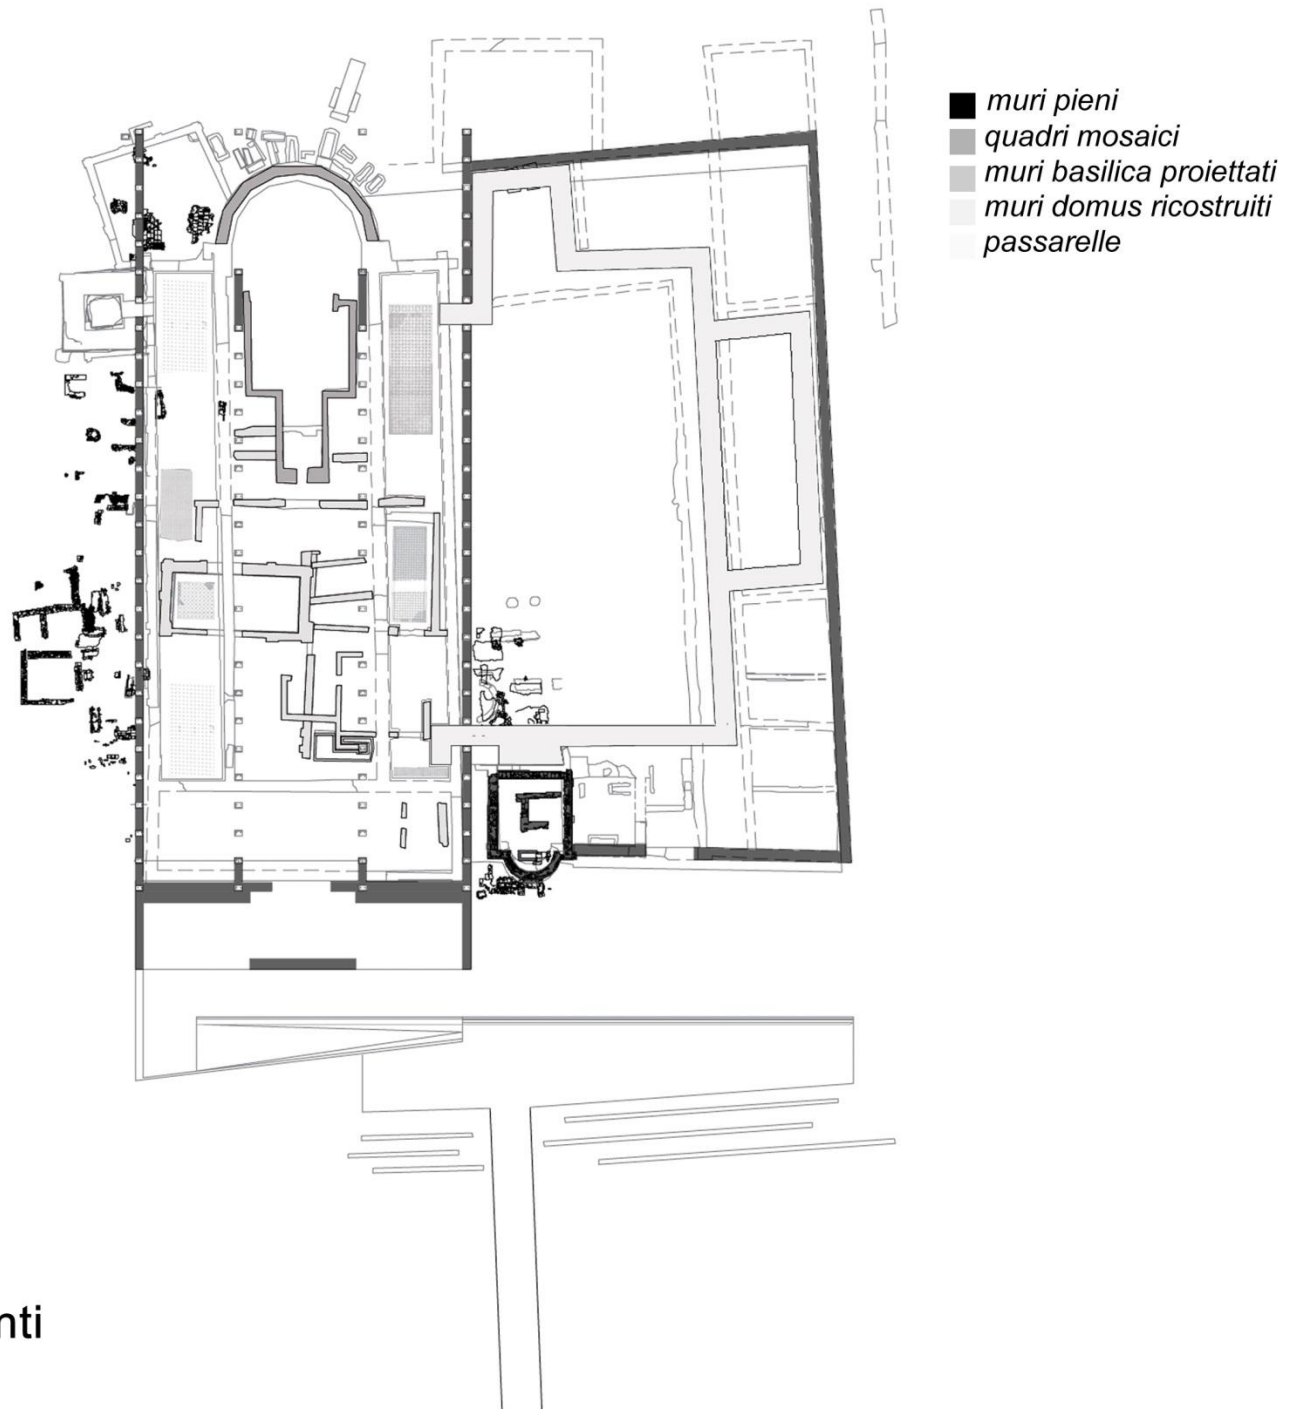 muri pieni
quadri mosaici
muri basilica proiettati
muri domus ricostruiti
passarelle
nti